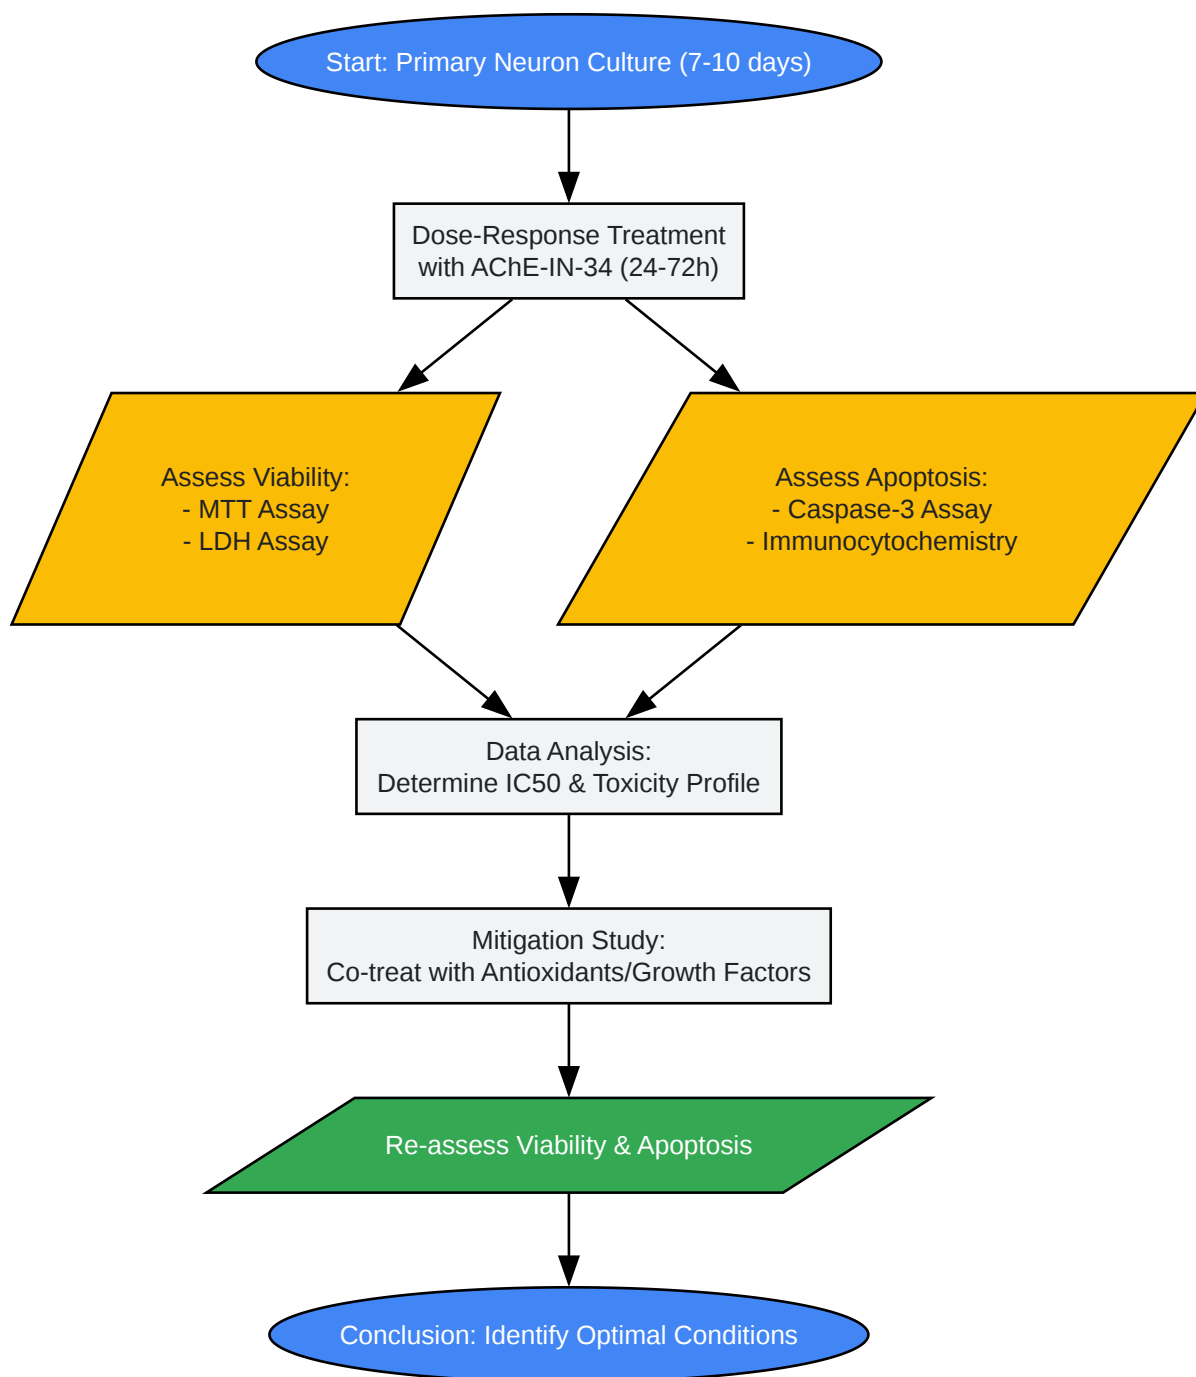 Start: Primary Neuron Culture (7-10 days)
Dose-Response Treatment
with AChE-IN-34 (24-72h)
Assess Viability:
- MTT Assay
- LDH Assay
Assess Apoptosis:
- Caspase-3 Assay
- Immunocytochemistry
Data Analysis:
Determine IC50 & Toxicity Profile
Mitigation Study:
Co-treat with Antioxidants/Growth Factors
Re-assess Viability & Apoptosis
Conclusion: Identify Optimal Conditions